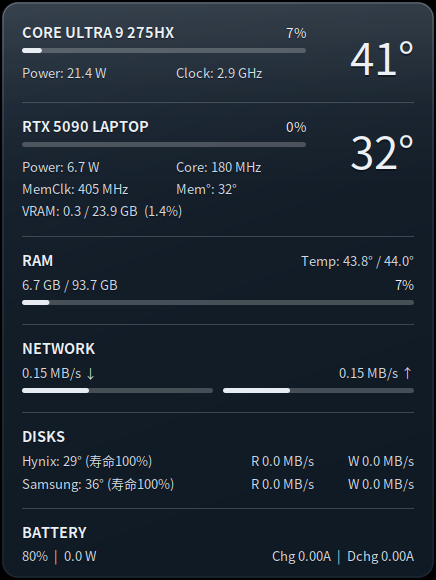 CORE ULTRA 9 275HX 7%
41°
Power: 21.4 W Clock: 2.9 GHz
RTX 5090 LAPTOP 0%
32°
Power: 6.7 W Core: 180 MHz
MemClk: 405 MHz Mem°: 32°
VRAM: 0.3 / 23.9 GB (1.4%)
RAM Temp: 43.8° / 44.0°
6.7 GB / 93.7 GB 7%
NETWORK
0.15 MB/s ↓ 0.15 MB/s ↑
DISKS
Hynix: 29° (寿命100%) R 0.0 MB/s W 0.0 MB/s
Samsung: 36° (寿命100%) R 0.0 MB/s W 0.0 MB/s
BATTERY
80% | 0.0 W Chg 0.00A | Dchg 0.00A